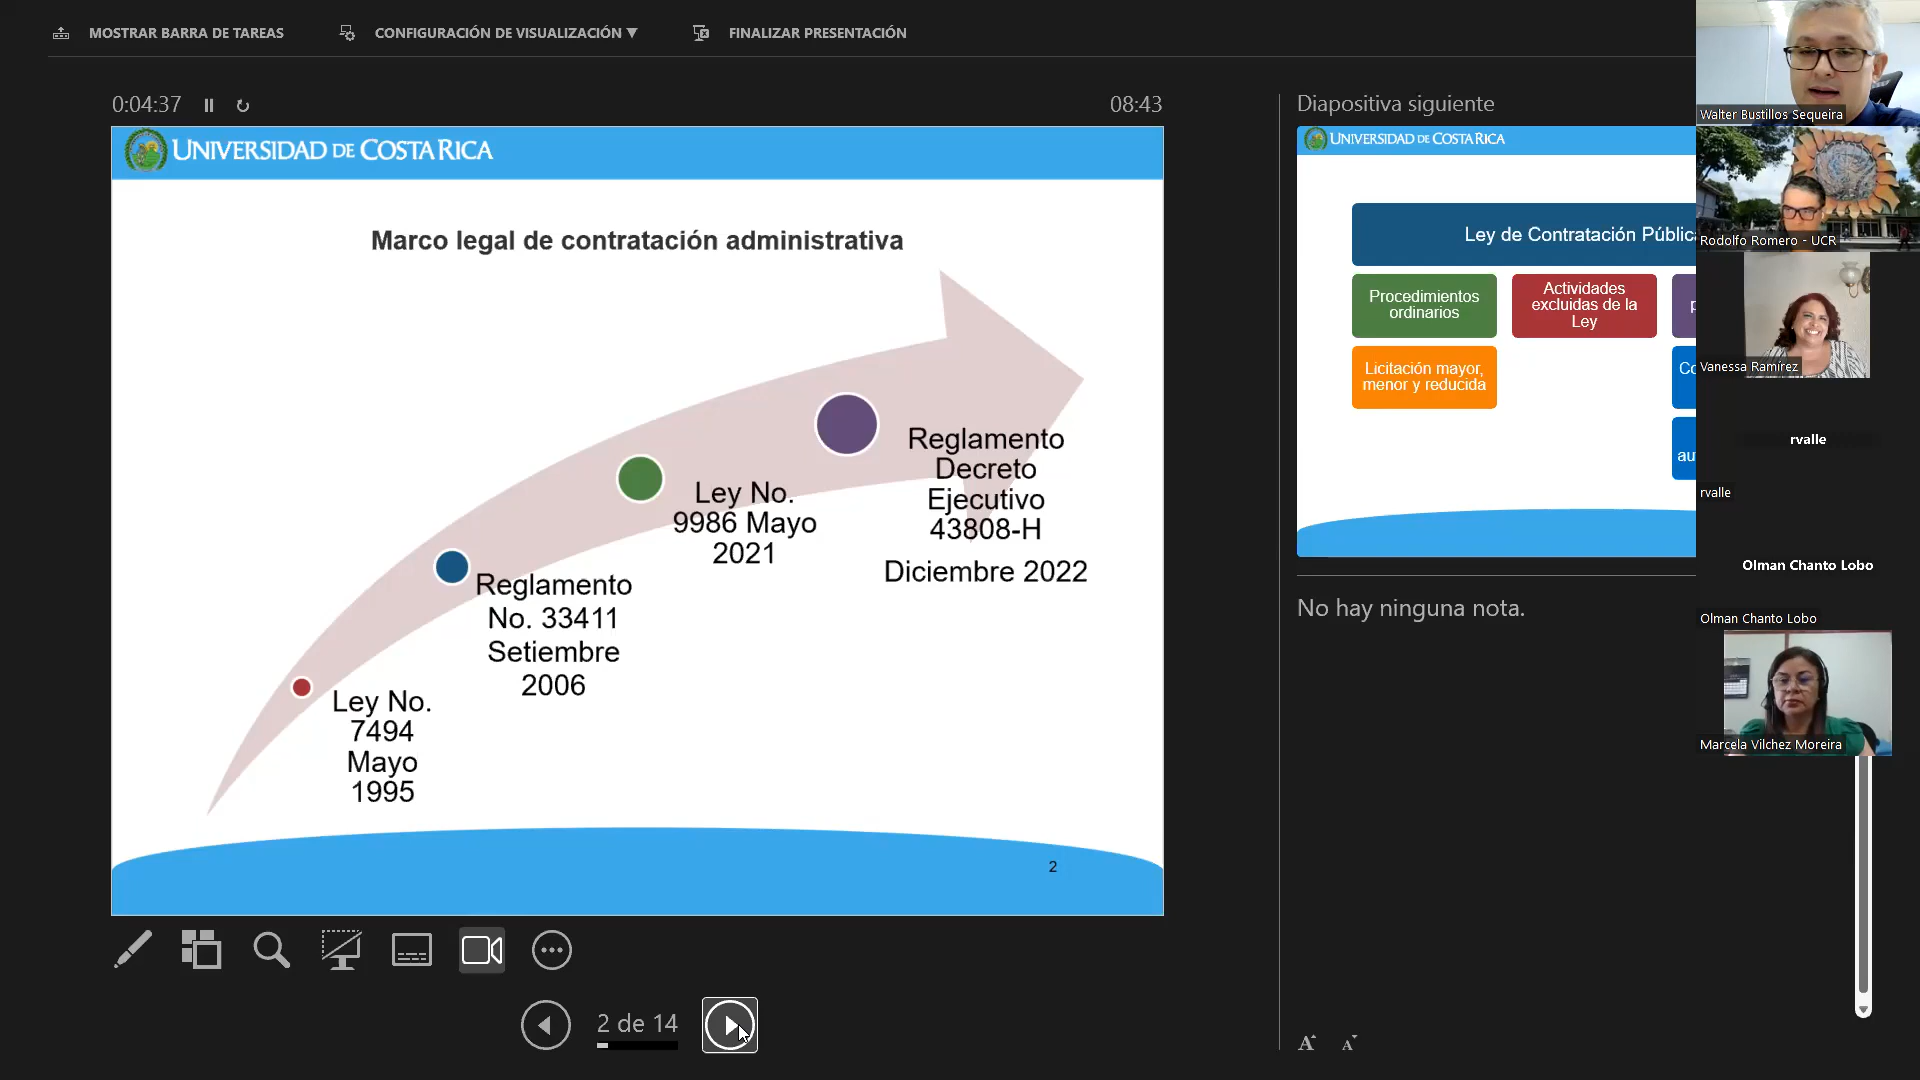 MOSTRAR BARRA DE TAREAS
CONFIGURACIÓN DE VISUALIZACIÓN ▼
FINALIZAR PRESENTACIÓN
0:04:37
08:43
UNIVERSIDAD DE COSTA RICA
Marco legal de contratación administrativa
Ley No.
7494
Mayo
1995
Reglamento
No. 33411
Setiembre
2006
Ley No.
9986 Mayo
2021
Reglamento
Decreto
Ejecutivo
43808-H
Diciembre 2022
2
2 de 14
Diapositiva siguiente
UNIVERSIDAD DE COSTA RICA
Ley de Contratación Públic
Procedimientos
ordinarios
Actividades
excluidas de la
Ley
Licitación mayor,
menor y reducida
No hay ninguna nota.
A A
Walter Bustillos Sequeira
Rodolfo Romero - UCR
Vanessa Ramírez
rvalle
rvalle
Olman Chanto Lobo
Olman Chanto Lobo
Marcela Vilchez Moreira